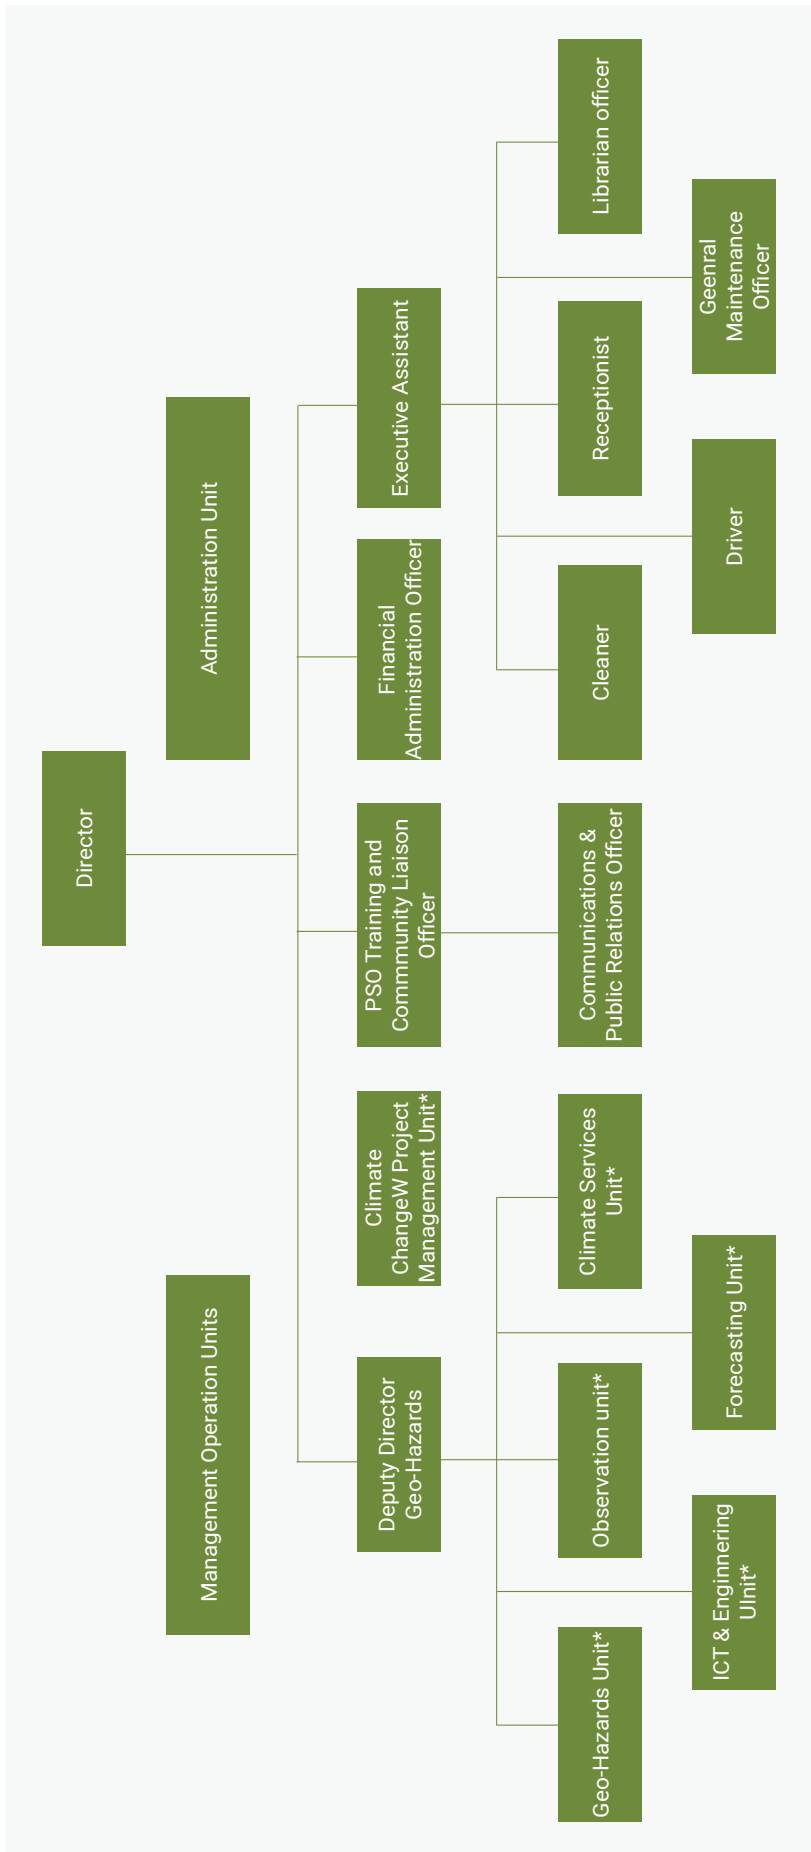 Director
Management Operation Units
Administration Unit
Deputy Director
Geo-Hazards
Climate
ChangeW Project
Management Unit*
PSO Training and
Commmunity Liaison
Officer
Financial
Administration Officer
Executive Assistant
Geo-Hazards Unit*
Observation unit*
Climate Services
Unit*
Communications &
Public Relations Officer
Cleaner
Receptionist
Librarian officer
ICT & Enginnering
UInit*
Forecasting Unit*
Driver
Geenral
Maintenance
Officer